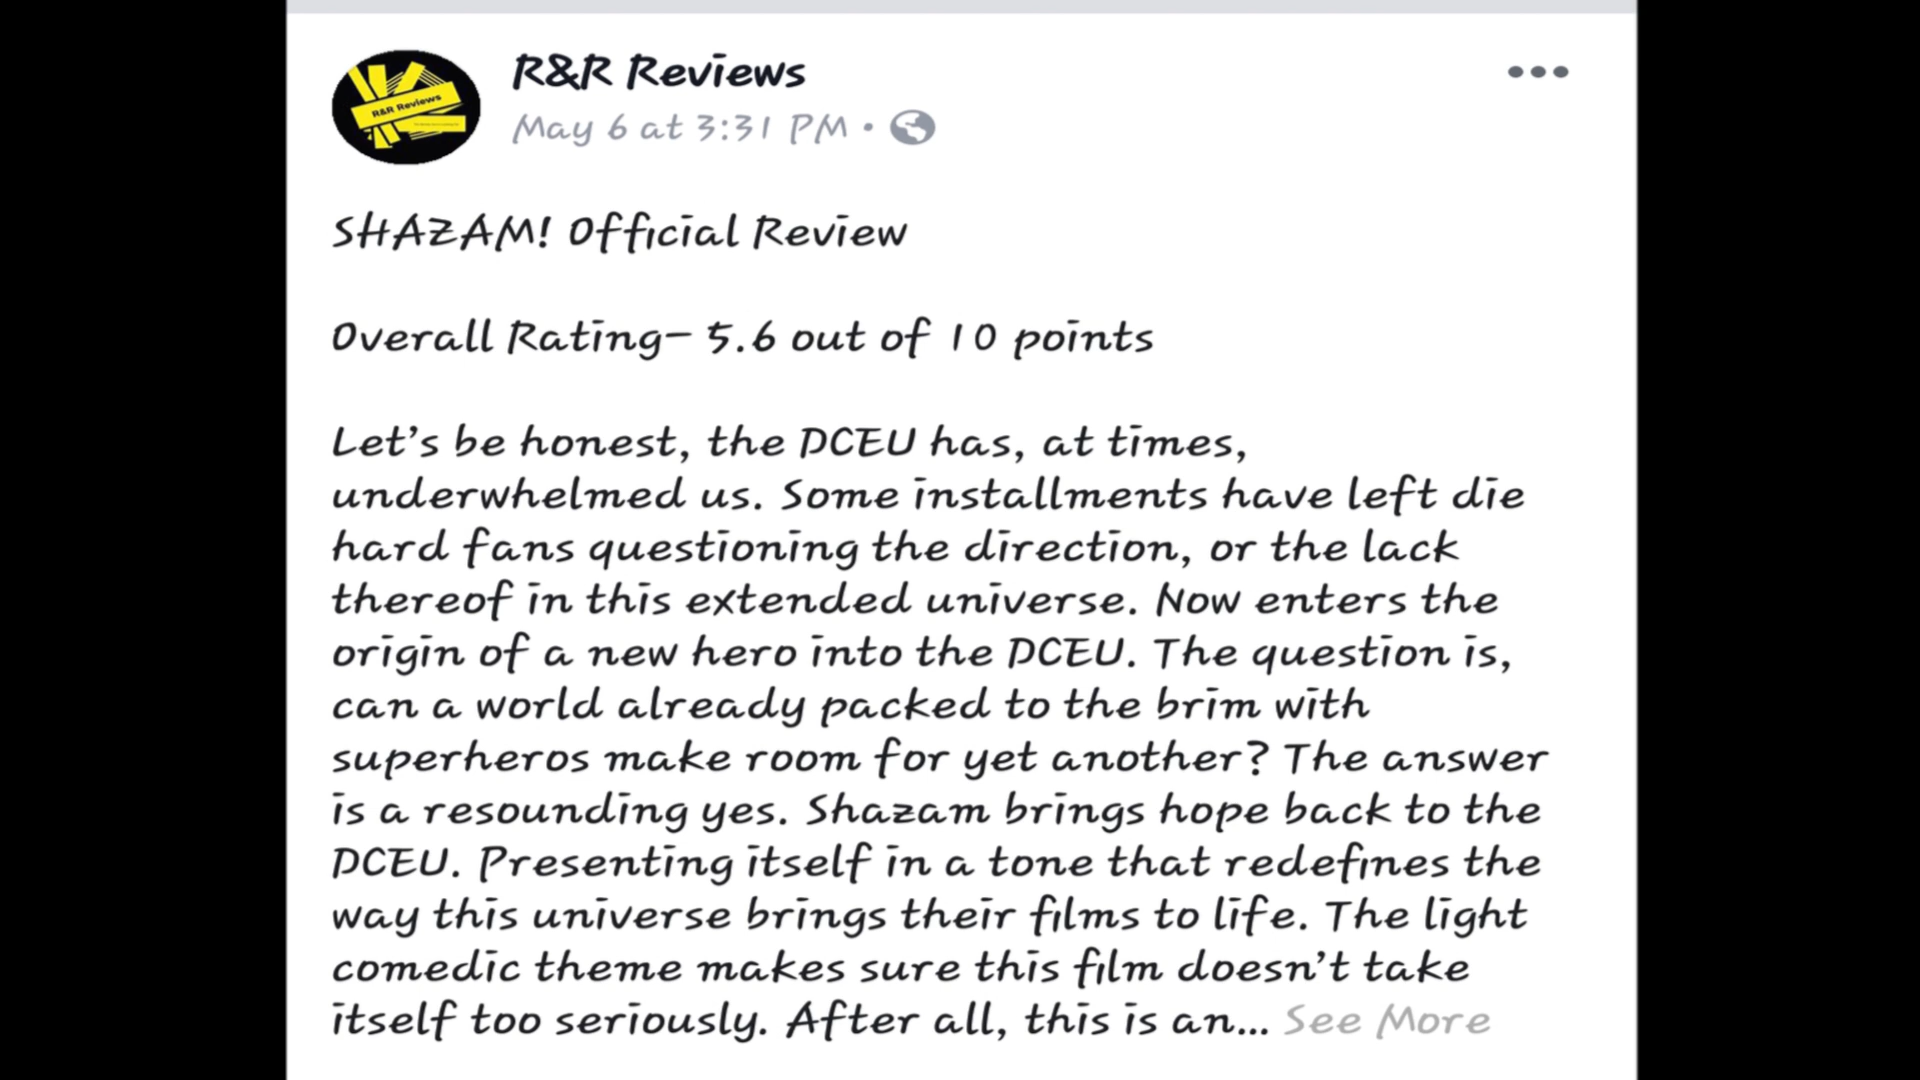 R&R Reviews
R&R Reviews
May 6 at 3:31 PM •
SHAZAM! Official Review
Overall Rating- 5.6 out of 10 points
Let's be honest, the DCEU has, at times,
underwhelmed us. Some installments have left die
hard fans questioning the direction, or the lack
thereof in this extended universe. Now enters the
origin of a new hero into the DCEU. The question is,
can a world already packed to the brim with
superheros make room for yet another? The answer
is a resounding yes. Shazam brings hope back to the
DCEU. Presenting itself in a tone that redefines the
way this universe brings their films to life. The light
comedic theme makes sure this film doesn't take
itself too seriously. After all, this is an... See More